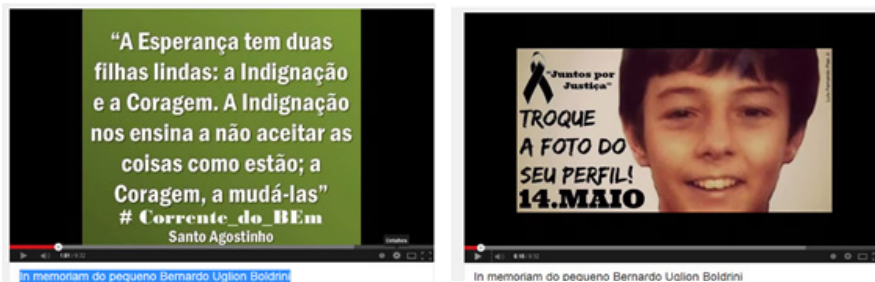 “A Esperança tem duas
filhas lindas: a Indignação
e a Coragem. A Indignação
nos ensina a não aceitar as
coisas como estão; a
Coragem, a mudá-las”
# Corrente_do_BEm
Santo Agostinho
In memoriam do pequeno Bernardo Uglion Boldrini
"Juntos por
Justiça"
TROQUE
A FOTO DO
SEU PERFIL!
14.MAIO
In memoriam do pequeno Bernardo Uglion Boldrini